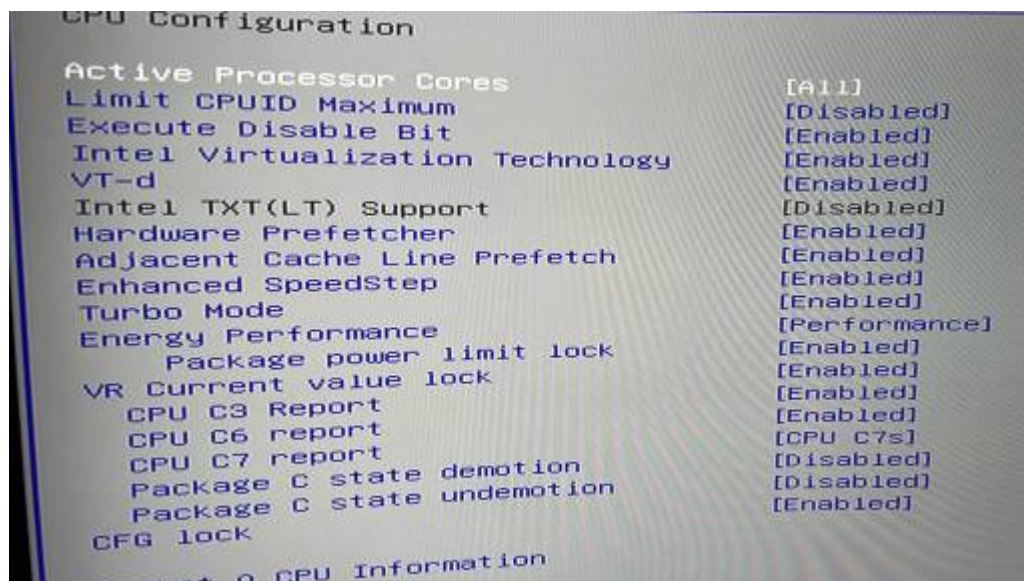 CPU Configuration
Active Processor Cores [All]
Limit CPUID Maximum [Disabled]
Execute Disable Bit [Enabled]
Intel Virtualization Technology [Enabled]
VT-d [Enabled]
Intel TXT(LT) Support [Disabled]
Hardware Prefetcher [Enabled]
Adjacent Cache Line Prefetch [Enabled]
Enhanced SpeedStep [Enabled]
Turbo Mode [Enabled]
Energy Performance [Performance]
Package power limit lock [Enabled]
VR Current value lock [Enabled]
CPU C3 Report [Enabled]
CPU C6 report [Enabled]
CPU C7 report [CPU C7s]
Package C state demotion [Disabled]
Package C state undemotion [Disabled]
CFG lock [Enabled]
CPU Information